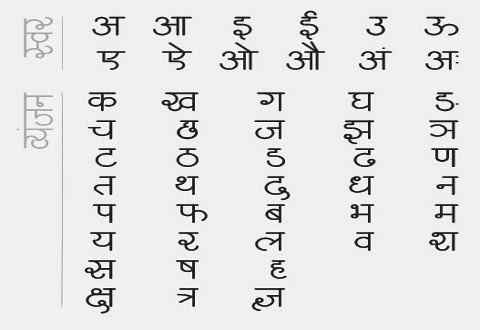 स्वर
अ आ इ ई उ ऊ
ए ऐ ओ औ अं अः
व्यंजन
क ख ग घ ङ
च छ ज झ ञ
ट ठ ड ढ ण
त थ द ध न
प फ ब भ म
य र ल व श
स ष ह
क्ष त्र ज्ञ